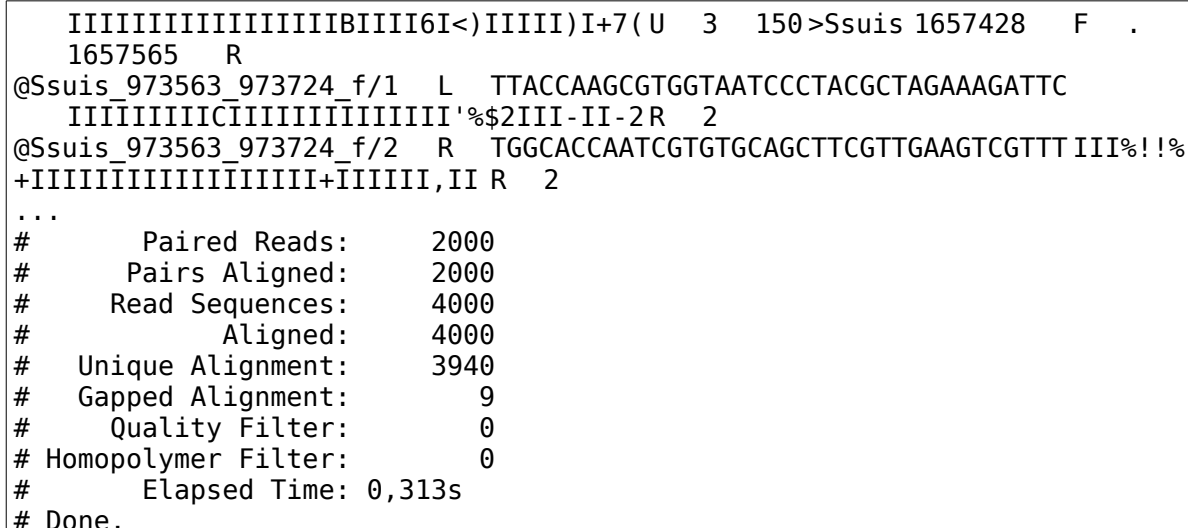 IIIIIIIIIIIIIIIIIBIIII6I<)IIIII)I+7( U 3 150 >Ssuis 1657428 F .
1657565 R
@Ssuis_973563_973724_f/1 L TTACCAAGCGTGGTAATCCCTACGCTAGAAAGATTC
IIIIIIIIICIIIIIIIIIIIIII'%$2III-II-2 R 2
@Ssuis_973563_973724_f/2 R TGGCACCAATCGTGTGCAGCTTCGTTGAAGTCGTTT III%!!%
+IIIIIIIIIIIIIIIIII+IIIIII,II R 2
...
# Paired Reads: 2000
# Pairs Aligned: 2000
# Read Sequences: 4000
# Aligned: 4000
# Unique Alignment: 3940
# Gapped Alignment: 9
# Quality Filter: 0
# Homopolymer Filter: 0
# Elapsed Time: 0,313s
# Done.